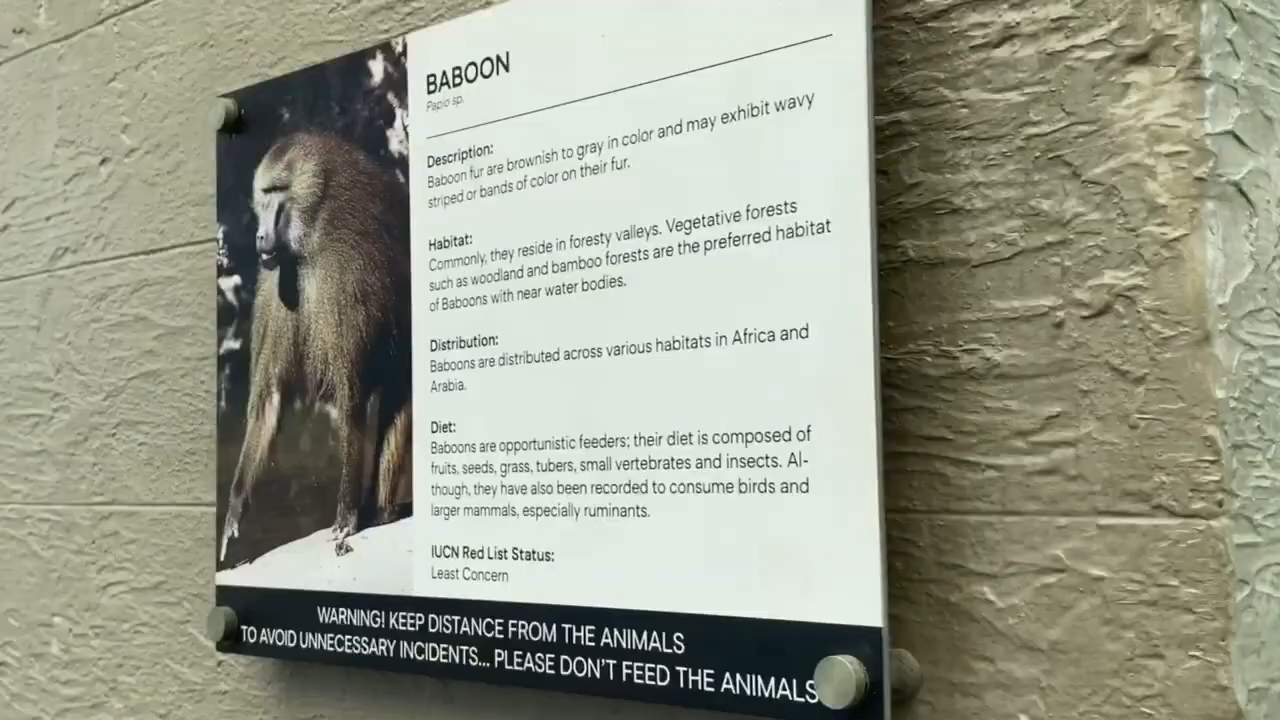 BABOON
Papio sp.
Description:
Baboon fur are brownish to gray in color and may exhibit wavy
striped or bands of color on their fur.
Habitat:
Commonly, they reside in foresty valleys. Vegetative forests
such as woodland and bamboo forests are the preferred habitat
of Baboons with near water bodies.
Distribution:
Baboons are distributed across various habitats in Africa and
Arabia.
Diet:
Baboons are opportunistic feeders; their diet is composed of
fruits, seeds, grass, tubers, small vertebrates and insects. Al-
though, they have also been recorded to consume birds and
larger mammals, especially ruminants.
IUCN Red List Status:
Least Concern
WARNING! KEEP DISTANCE FROM THE ANIMALS
TO AVOID UNNECESSARY INCIDENTS... PLEASE DON'T FEED THE ANIMALS